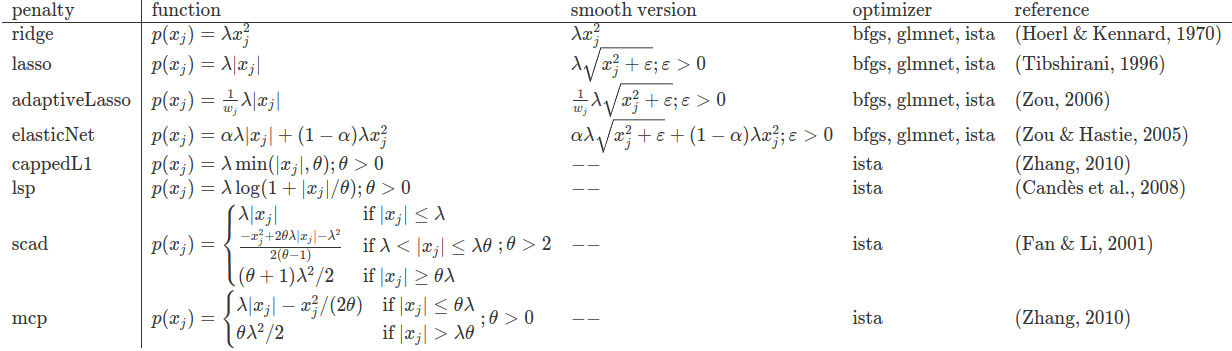 penalty function smooth version optimizer reference
ridge p(x_j) = λx_j^2 λx_j^2 bfgs, glmnet, ista (Hoerl & Kennard, 1970)
lasso p(x_j) = λ|x_j| λ√(x_j^2 + ε); ε > 0 bfgs, glmnet, ista (Tibshirani, 1996)
adaptiveLasso p(x_j) = 1/w_j λ|x_j| 1/w_j λ√(x_j^2 + ε); ε > 0 bfgs, glmnet, ista (Zou, 2006)
elasticNet p(x_j) = αλ|x_j| + (1 − α)λx_j^2 αλ√(x_j^2 + ε) + (1 − α)λx_j^2; ε > 0 bfgs, glmnet, ista (Zou & Hastie, 2005)
cappedL1 p(x_j) = λ min(|x_j|, θ); θ > 0 −− ista (Zhang, 2010)
lsp p(x_j) = λ log(1 + |x_j|/θ); θ > 0 −− ista (Candès et al., 2008)
λ|x_j| if |x_j| ≤ λ
scad p(x_j) = { (−x_j^2 + 2θλ|x_j| − λ^2)/(2(θ−1)) if λ < |x_j| ≤ λθ ; θ > 2 −− ista (Fan & Li, 2001)
(θ + 1)λ^2/2 if |x_j| ≥ θλ
λ|x_j| − x_j^2/(2θ) if |x_j| ≤ θλ
mcp p(x_j) = { ; θ > 0 −− ista (Zhang, 2010)
θλ^2/2 if |x_j| > λθ